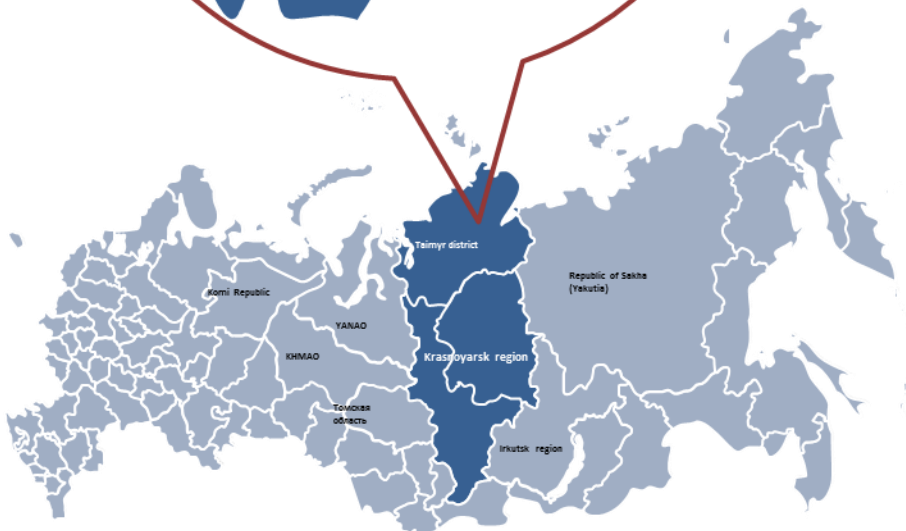 Taimyr district
Republic of Sakha
(Yakutia)
Komi Republic
YANAO
KHMAO
Krasnoyarsk region
Томская
область
Irkutsk region